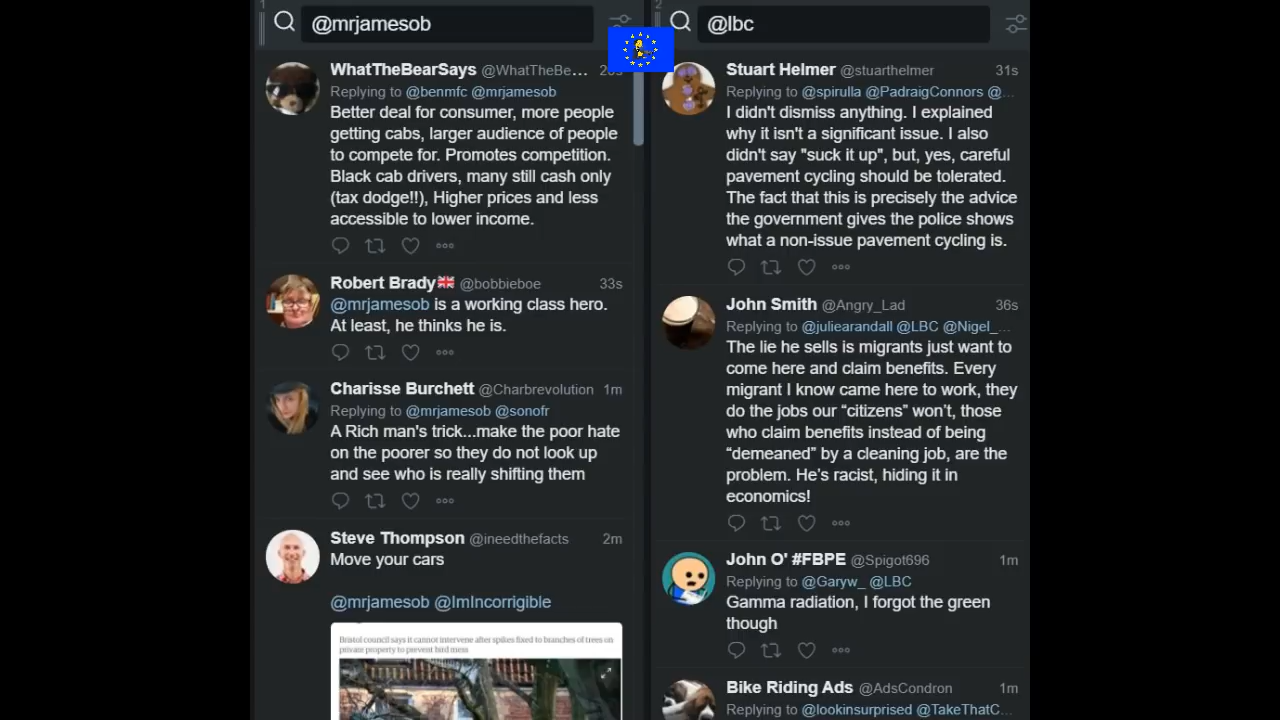 1
@mrjamesob
WhatTheBearSays @WhatTheBe...
Replying to @benmfc @mrjamesob
Better deal for consumer, more people
getting cabs, larger audience of people
to compete for. Promotes competition.
Black cab drivers, many still cash only
(tax dodge!!), Higher prices and less
accessible to lower income.
Robert Brady🇬🇧 @bobbieboe 33s
@mrjamesob is a working class hero.
At least, he thinks he is.
Charisse Burchett @Charbrevolution 1m
Replying to @mrjamesob @sonofr
A Rich man's trick...make the poor hate
on the poorer so they do not look up
and see who is really shifting them
Steve Thompson @ineedthefacts 2m
Move your cars
@mrjamesob @ImIncorrigible
Bristol council says it cannot intervene after spikes fixed to branches of trees on
private property to prevent bird mess
2
@lbc
Stuart Helmer @stuarthelmer 31s
Replying to @spirulla @PadraigConnors @...
I didn't dismiss anything. I explained
why it isn't a significant issue. I also
didn't say "suck it up", but, yes, careful
pavement cycling should be tolerated.
The fact that this is precisely the advice
the government gives the police shows
what a non-issue pavement cycling is.
John Smith @Angry_Lad 36s
Replying to @juliearandall @LBC @Nigel_...
The lie he sells is migrants just want to
come here and claim benefits. Every
migrant I know came here to work, they
do the jobs our “citizens” won’t, those
who claim benefits instead of being
“demeaned” by a cleaning job, are the
problem. He’s racist, hiding it in
economics!
John O' #FBPE @Spigot696 1m
Replying to @Garyw_ @LBC
Gamma radiation, I forgot the green
though
Bike Riding Ads @AdsCondron 1m
Replying to @lookinsurprised @TakeThatC...